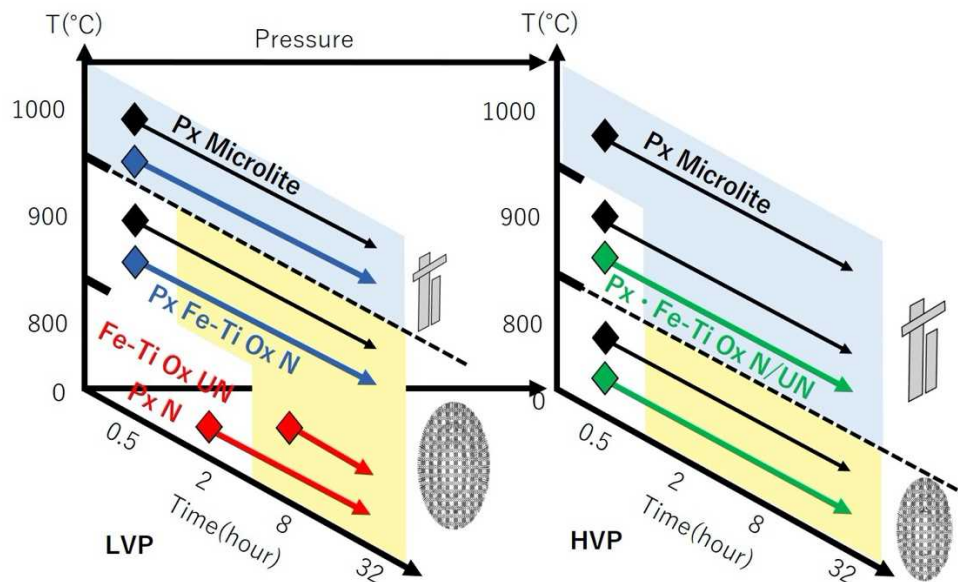 T(°C)
Pressure
T(°C)
1000
Px Microlite
900
Px Fe-Ti Ox N
800
Fe-Ti Ox UN
Px N
0
0.5
2
8
32
Time(hour)
LVP
1000
Px Microlite
900
Px・Fe-Ti Ox N/UN
800
0
0.5
2
8
32
Time(hour)
HVP